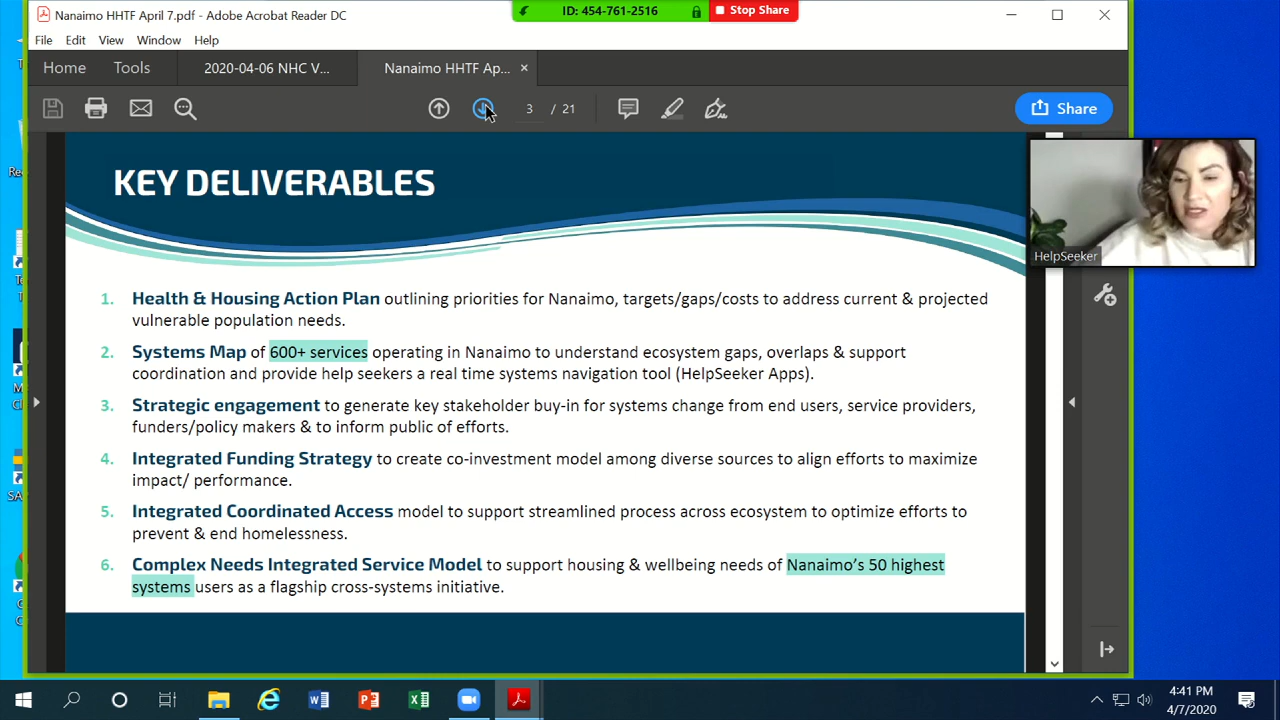 Nanaimo HHTF April 7.pdf - Adobe Acrobat Reader DC
ID: 454-761-2516
Stop Share
File Edit View Window Help
Home Tools 2020-04-06 NHC V... Nanaimo HHTF Ap... ×
3 / 21
Share
KEY DELIVERABLES
HelpSeeker
1. Health & Housing Action Plan outlining priorities for Nanaimo, targets/gaps/costs to address current & projected
vulnerable population needs.
2. Systems Map of 600+ services operating in Nanaimo to understand ecosystem gaps, overlaps & support
coordination and provide help seekers a real time systems navigation tool (HelpSeeker Apps).
3. Strategic engagement to generate key stakeholder buy-in for systems change from end users, service providers,
funders/policy makers & to inform public of efforts.
4. Integrated Funding Strategy to create co-investment model among diverse sources to align efforts to maximize
impact/ performance.
5. Integrated Coordinated Access model to support streamlined process across ecosystem to optimize efforts to
prevent & end homelessness.
6. Complex Needs Integrated Service Model to support housing & wellbeing needs of Nanaimo's 50 highest
systems users as a flagship cross-systems initiative.
4:41 PM
4/7/2020